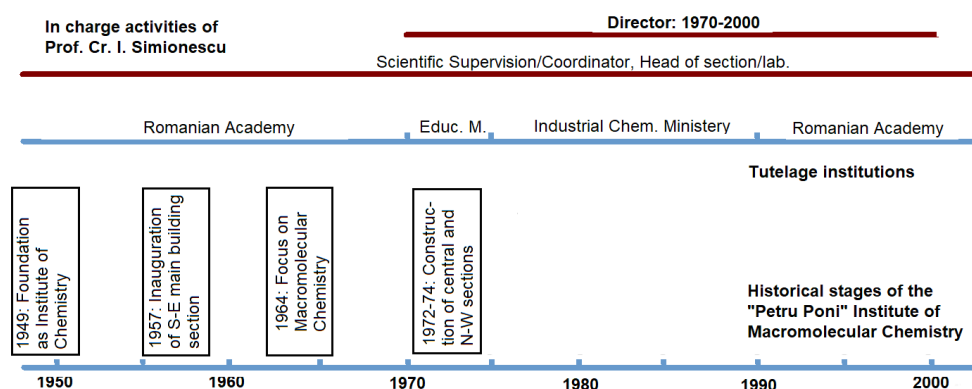 In charge activities of
Prof. Cr. I. Simionescu
Director: 1970-2000
Scientific Supervision/Coordinator, Head of section/lab.
Romanian Academy
Educ. M.
Industrial Chem. Ministery
Romanian Academy
Tutelage institutions
1949: Foundation
as Institute of
Chemistry
1957: Inauguration
of S-E main building
section
1964: Focus on
Macromolecular
Chemistry
1972-74: Construc-
tion of central and
N-W sections
Historical stages of the
"Petru Poni" Institute of
Macromolecular Chemistry
1950
1960
1970
1980
1990
2000